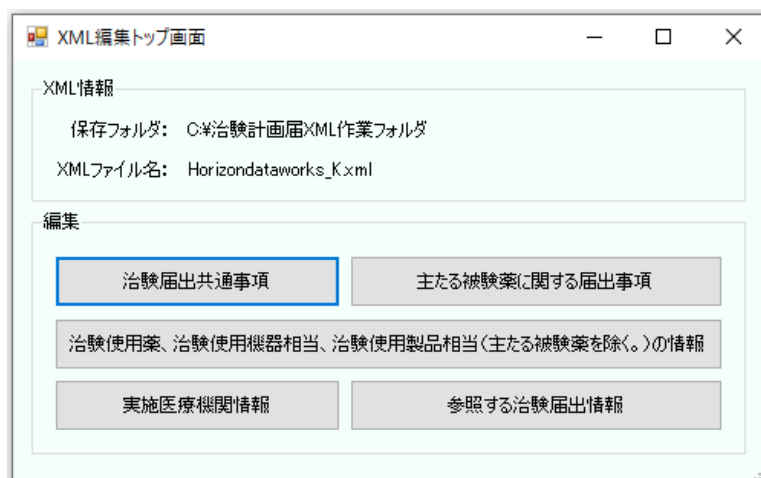 XML編集トップ画面
XML情報
保存フォルダ: C:¥治験計画届XML作業フォルダ
XMLファイル名: Horizondataworks_K.xml
編集
治験届出共通事項
主たる被験薬に関する届出事項
治験使用薬、治験使用機器相当、治験使用製品相当(主たる被験薬を除く。)の情報
実施医療機関情報
参照する治験届出情報